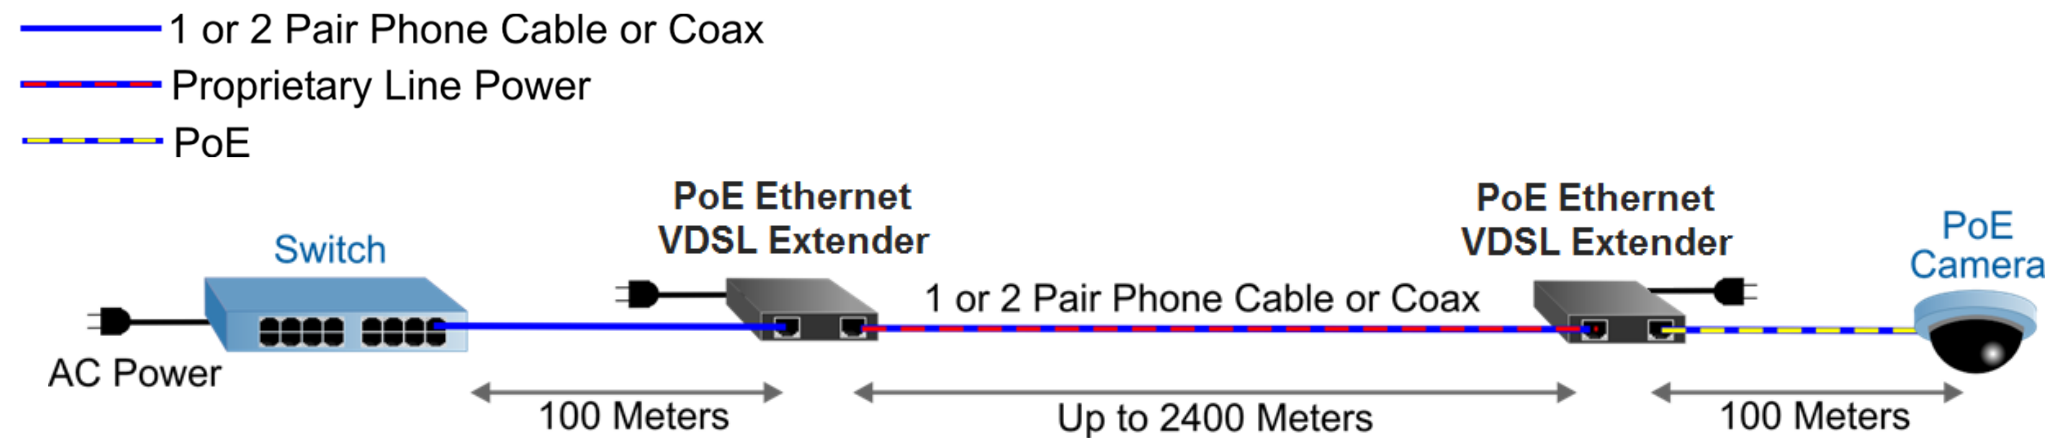 1 or 2 Pair Phone Cable or Coax
Proprietary Line Power
PoE
PoE Ethernet
VDSL Extender
PoE Ethernet
VDSL Extender
PoE
Camera
Switch
1 or 2 Pair Phone Cable or Coax
AC Power
100 Meters
Up to 2400 Meters
100 Meters